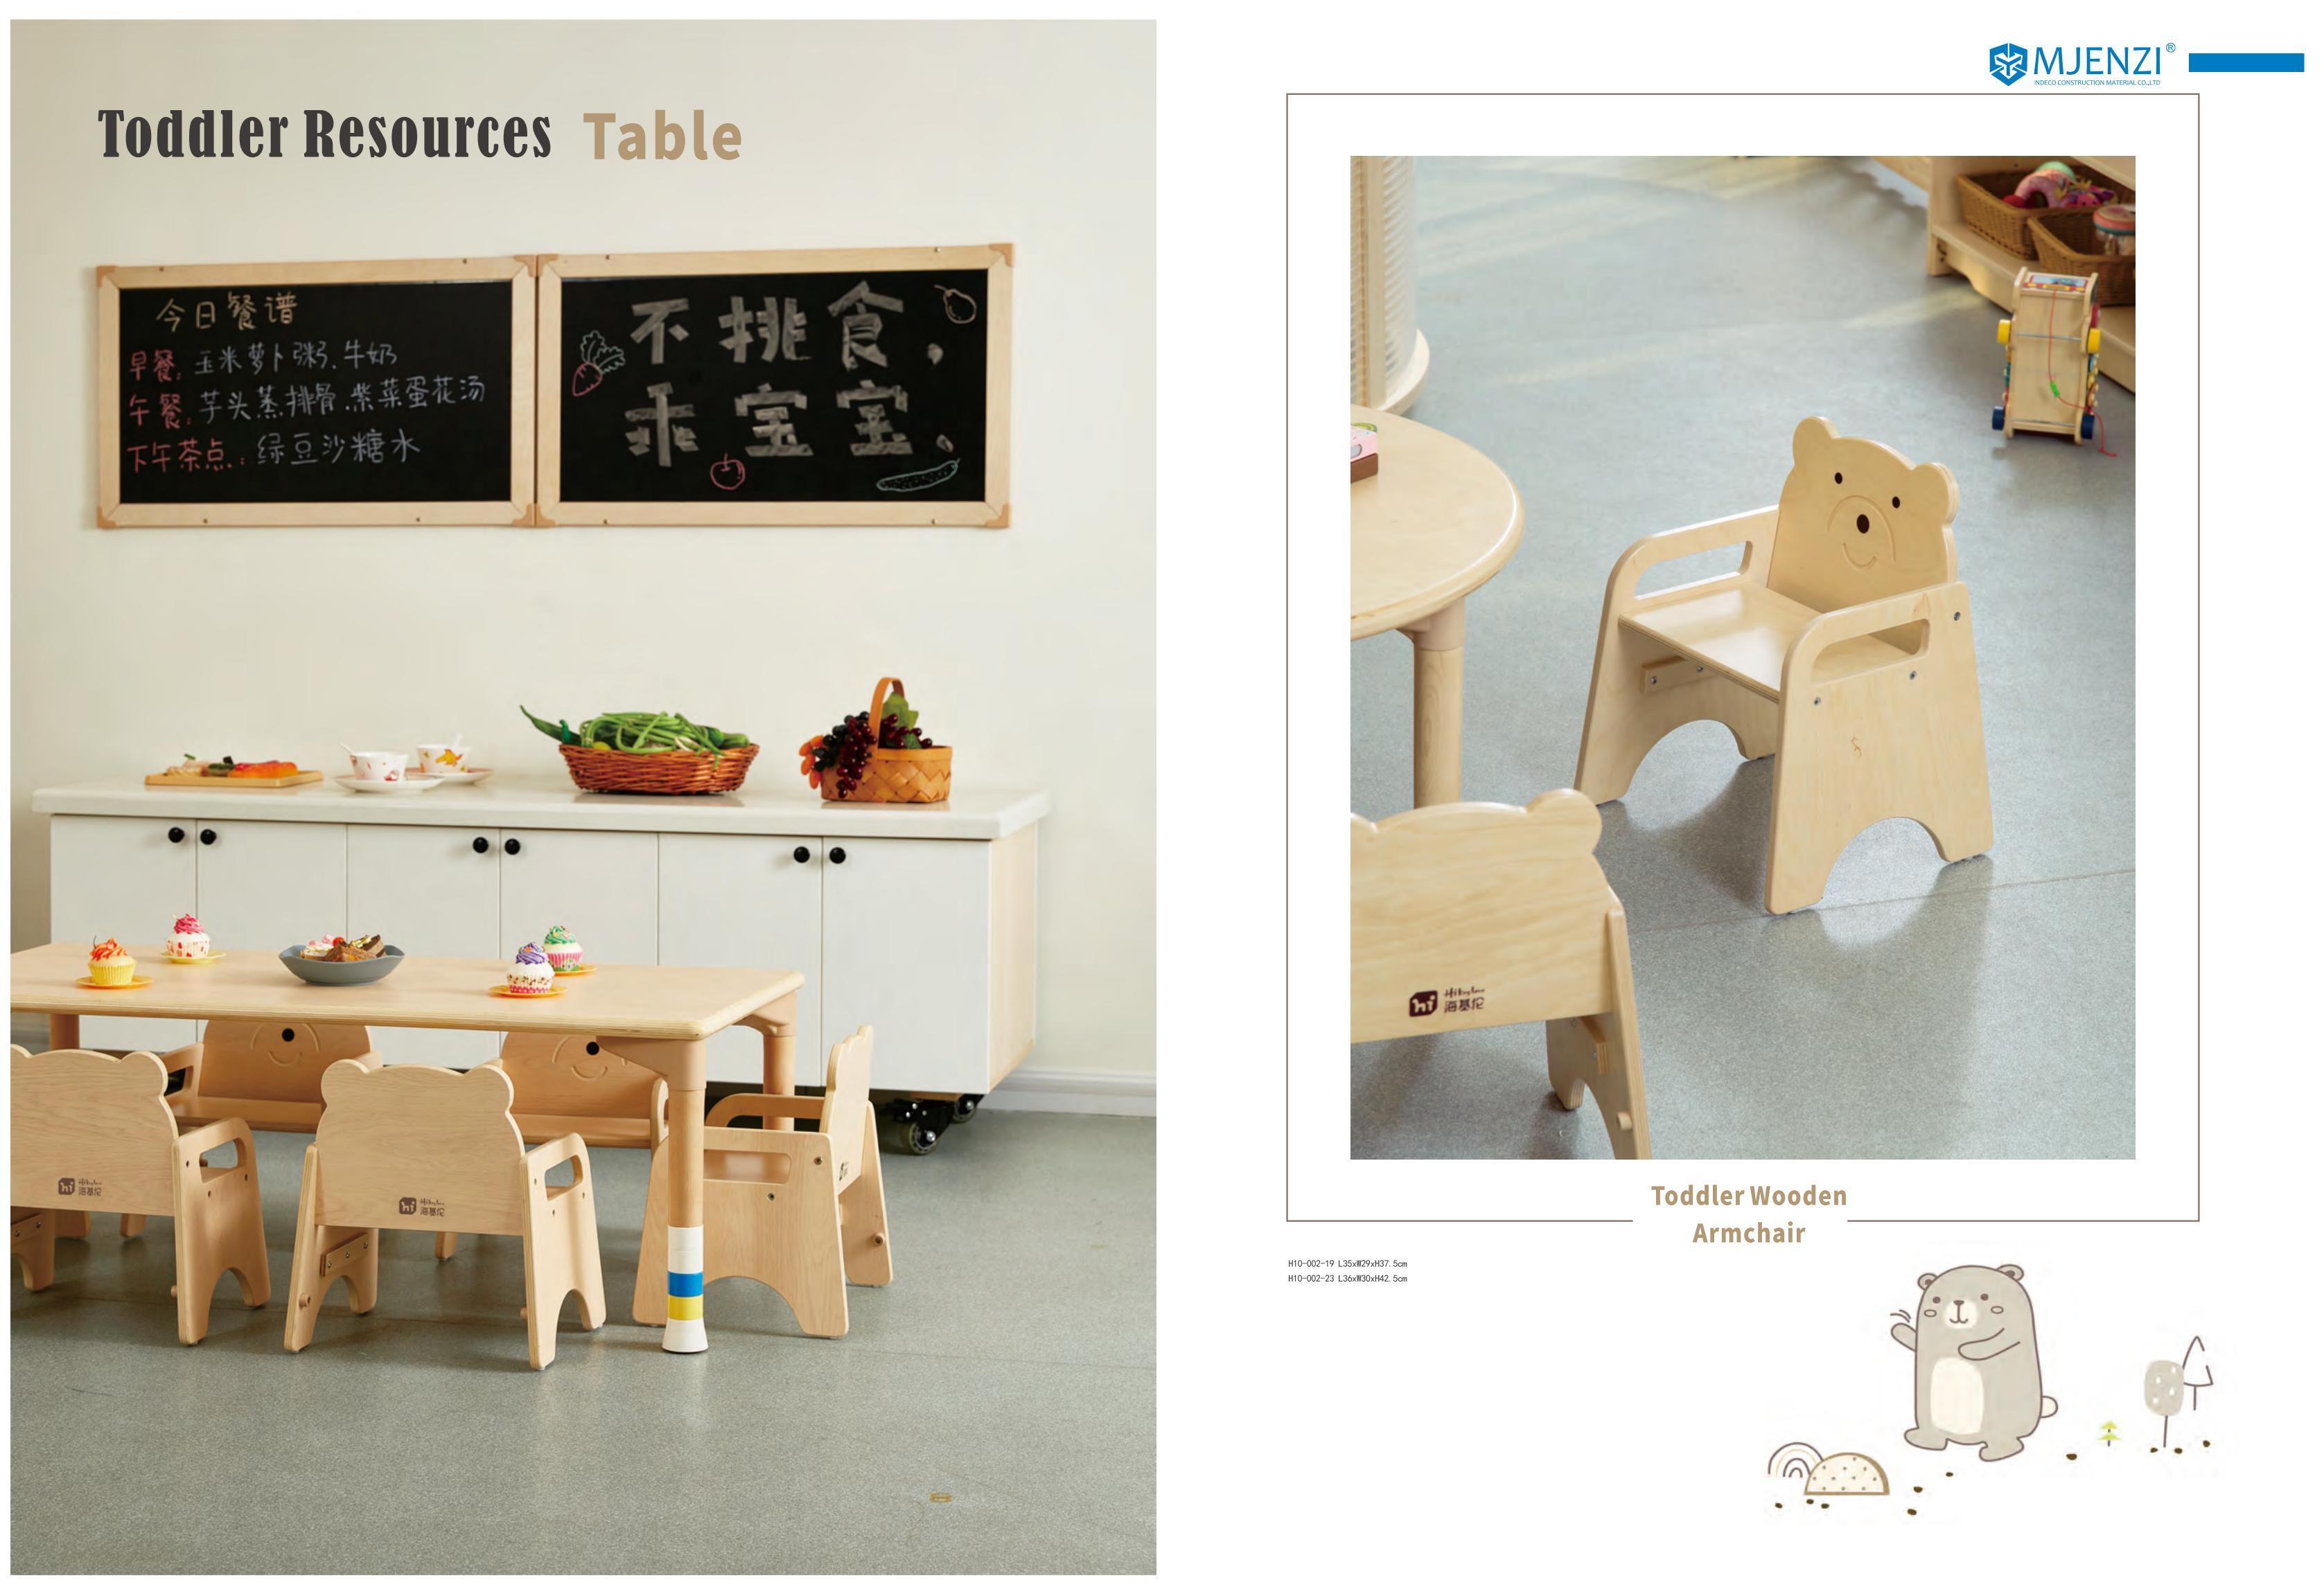 Toddler Resources Table
今日餐谱
早餐: 玉米萝卜粥.牛奶
午餐: 芋头蒸排骨.紫菜蛋花汤
下午茶点: 绿豆沙糖水
不挑食、
乖宝宝、
hi 海基伦
hi 海基伦
MJENZI®
INDECO CONSTRUCTION MATERIAL CO.,LTD
hi 海基伦
Toddler Wooden
Armchair
H10-002-19 L35xW29xH37.5cm
H10-002-23 L36xW30xH42.5cm